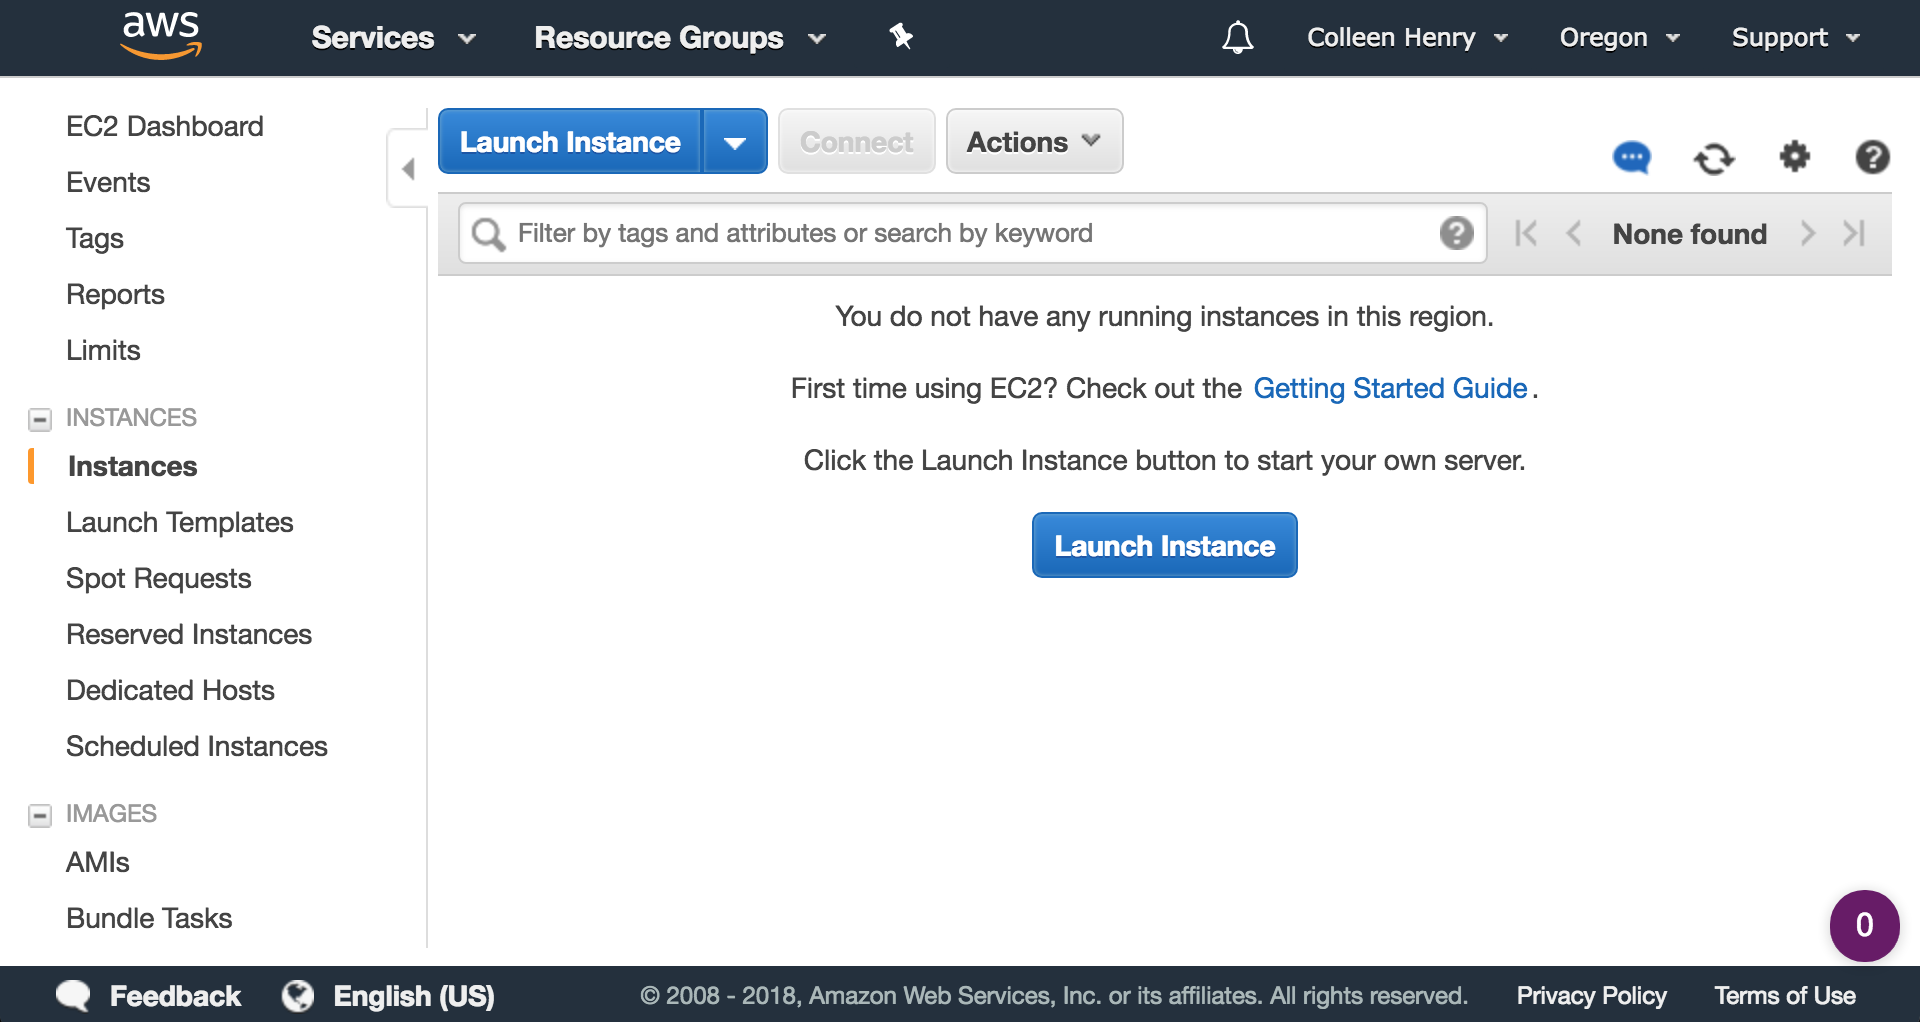 aws
Services
Resource Groups
Colleen Henry
Oregon
Support
EC2 Dashboard
Events
Tags
Reports
Limits
INSTANCES
Instances
Launch Templates
Spot Requests
Reserved Instances
Dedicated Hosts
Scheduled Instances
IMAGES
AMIs
Bundle Tasks
Launch Instance
Connect
Actions
Filter by tags and attributes or search by keyword
None found
You do not have any running instances in this region.
First time using EC2? Check out the Getting Started Guide.
Click the Launch Instance button to start your own server.
Launch Instance
0
Feedback
English (US)
© 2008 - 2018, Amazon Web Services, Inc. or its affiliates. All rights reserved.
Privacy Policy
Terms of Use